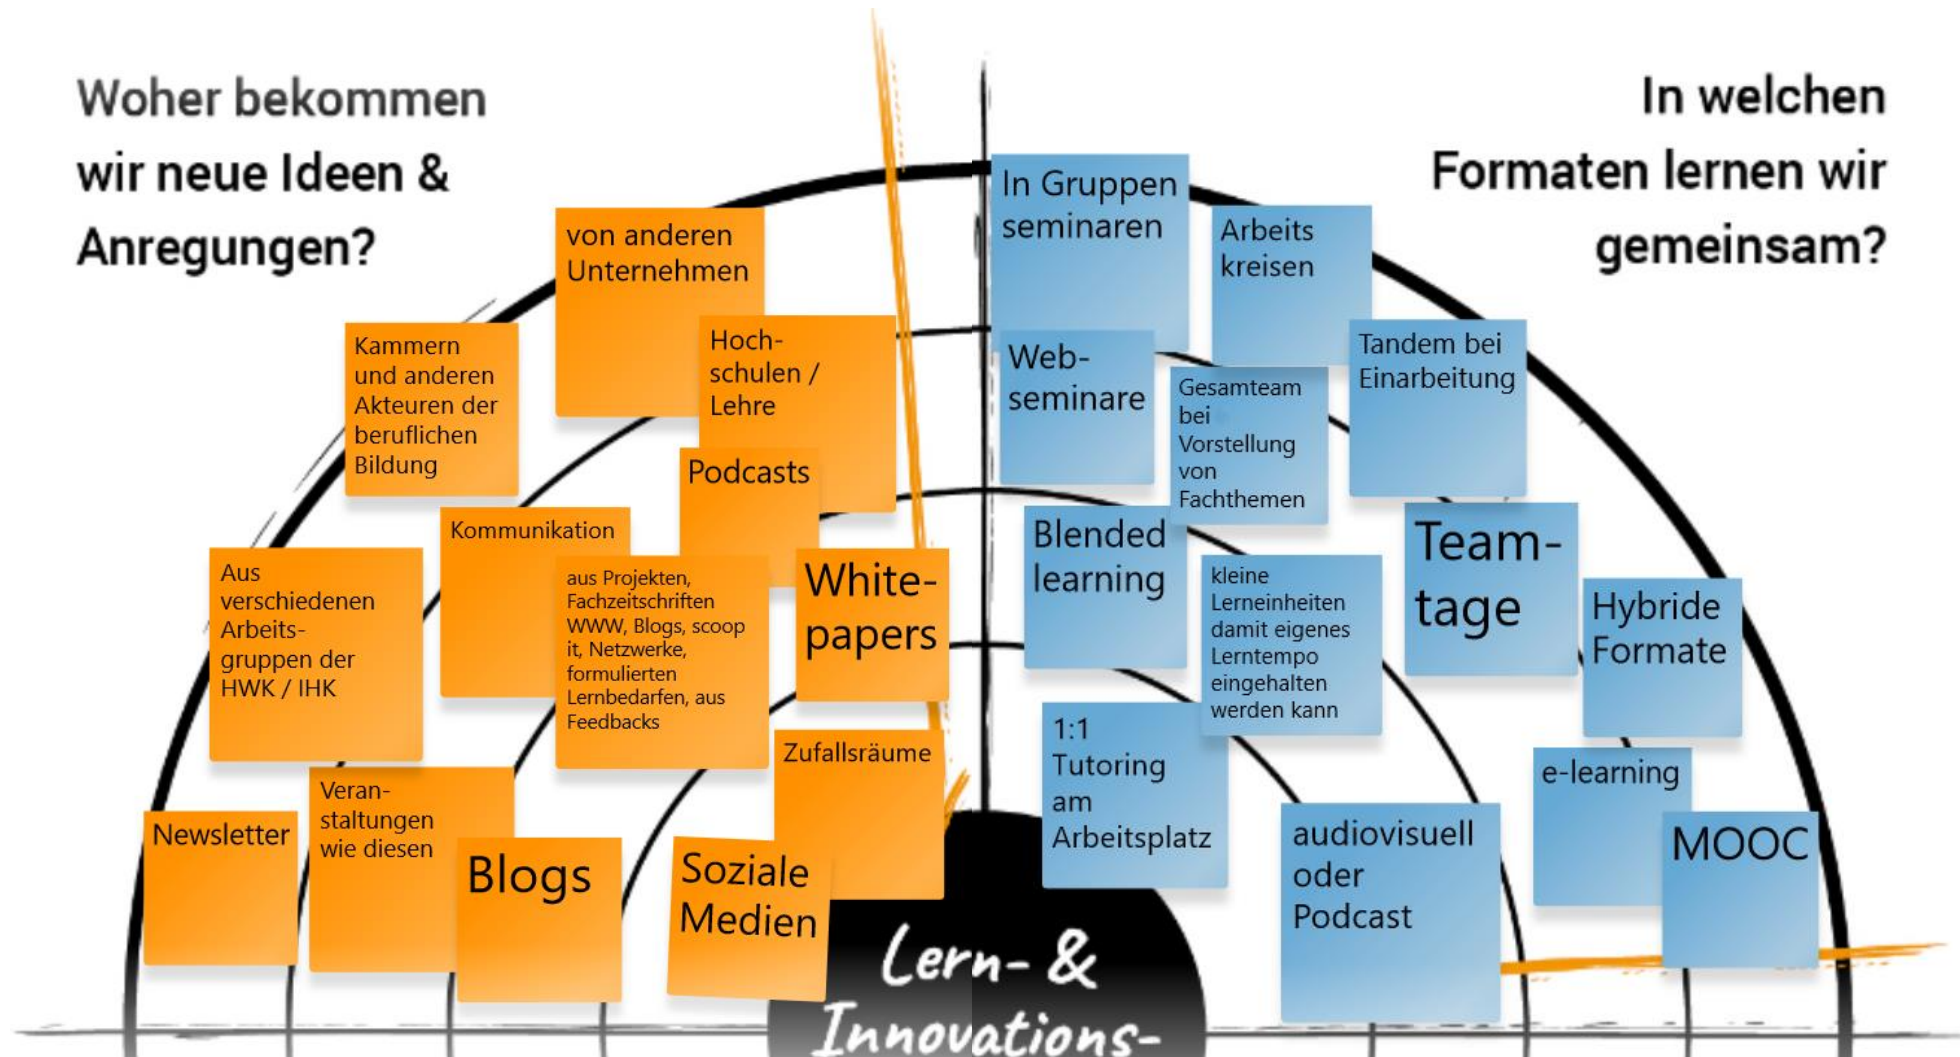 Woher bekommen
wir neue Ideen &
Anregungen?
In welchen
Formaten lernen wir
gemeinsam?
von anderen
Unternehmen
Kammern
und anderen
Akteuren der
beruflichen
Bildung
Hoch-
schulen /
Lehre
Podcasts
Kommunikation
Aus
verschiedenen
Arbeits-
gruppen der
HWK / IHK
aus Projekten,
Fachzeitschriften
WWW, Blogs, scoop
it, Netzwerke,
formulierten
Lernbedarfen, aus
Feedbacks
White-
papers
Zufallsräume
Veran-
staltungen
wie diesen
Newsletter
Blogs
Soziale
Medien
In Gruppen
seminaren
Arbeits
kreisen
Web-
seminare
Gesamteam
bei
Vorstellung
von
Fachthemen
Tandem bei
Einarbeitung
Blended
learning
kleine
Lerneinheiten
damit eigenes
Lerntempo
eingehalten
werden kann
Team-
tage
Hybride
Formate
1:1
Tutoring
am
Arbeitsplatz
audiovisuell
oder
Podcast
e-learning
MOOC
Lern- &
Innovations-